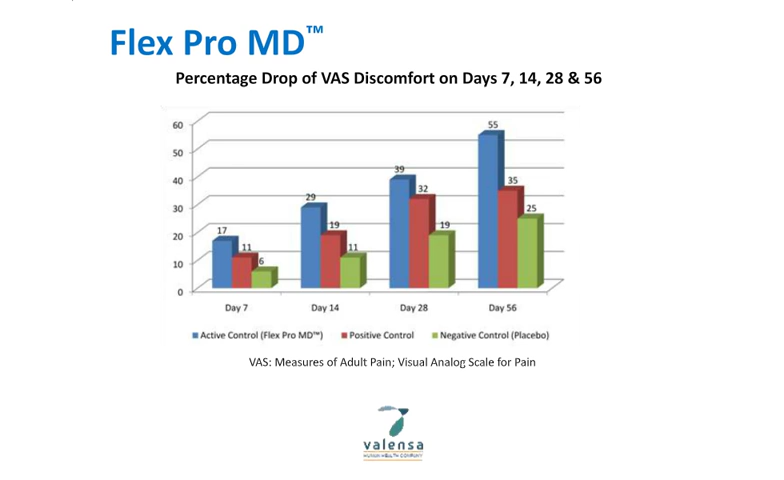 Flex Pro MD™
Percentage Drop of VAS Discomfort on Days 7, 14, 28 & 56
60
50
40
30
20
10
0
17
11
6
29
19
11
39
32
19
55
35
25
Day 7
Day 14
Day 28
Day 56
Active Control (Flex Pro MD™)
Positive Control
Negative Control (Placebo)
VAS: Measures of Adult Pain; Visual Analog Scale for Pain
valensa
HUMAN HEALTH COMPANY